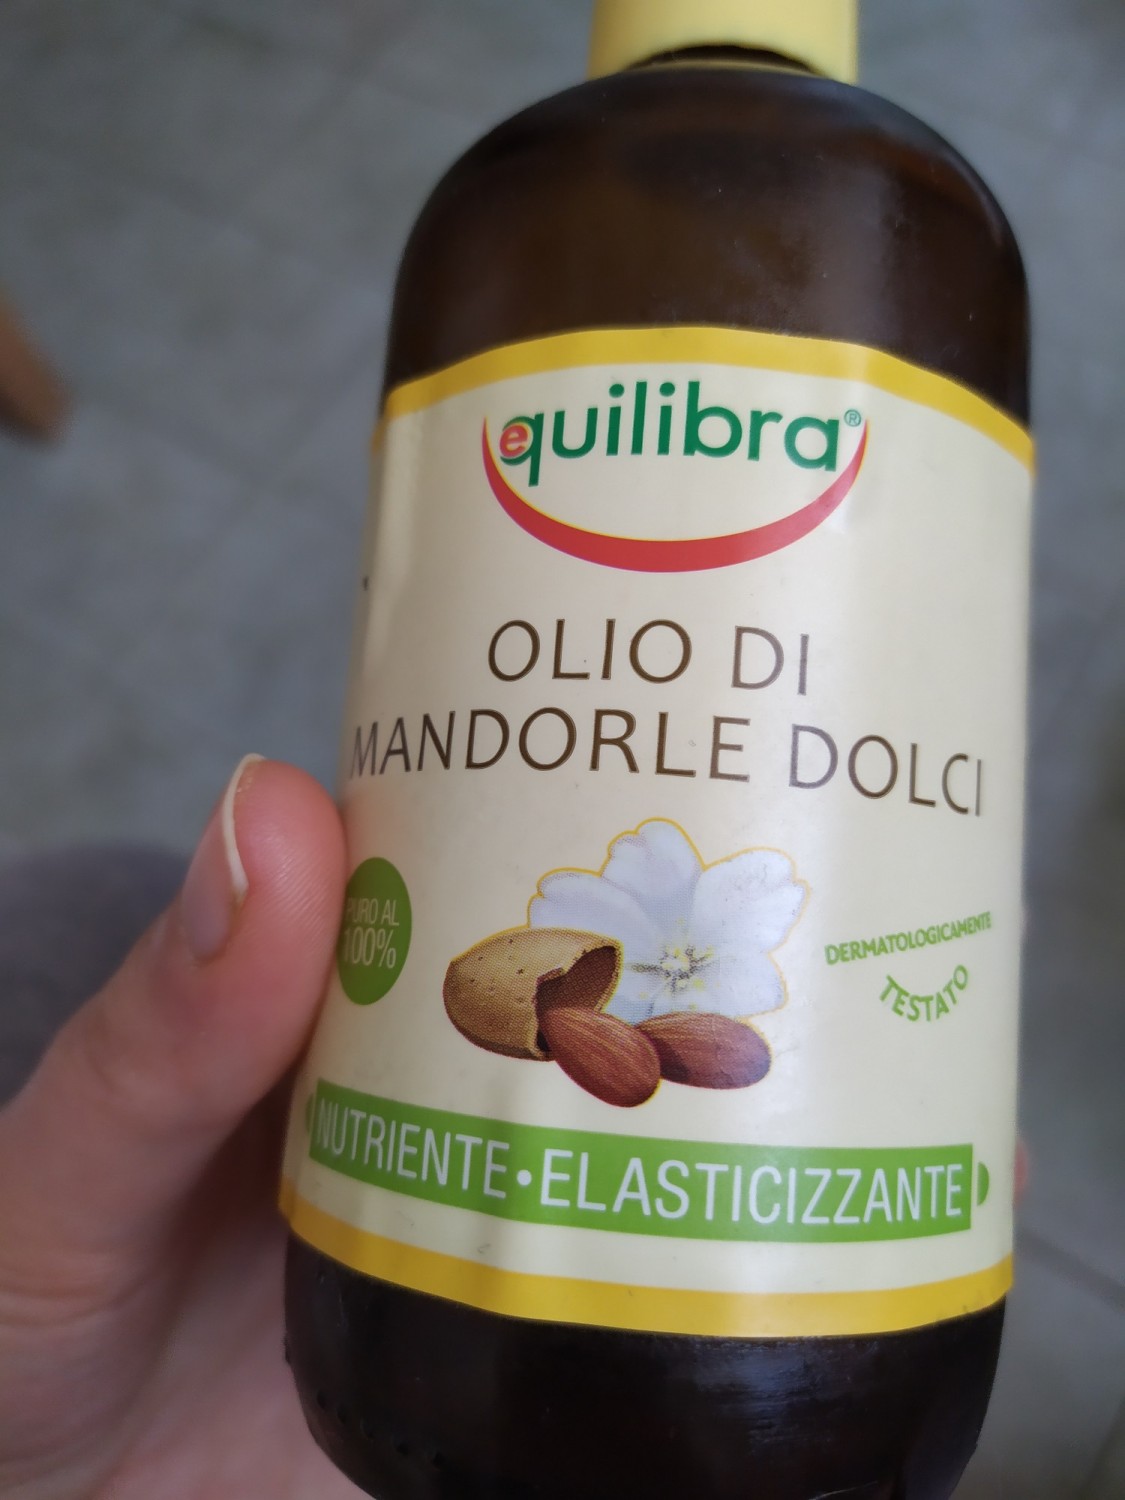 equilibra®
OLIO DI
MANDORLE DOLCI
PURO AL
100%
DERMATOLOGICAMENTE
TESTATO
NUTRIENTE•ELASTICIZZANTE